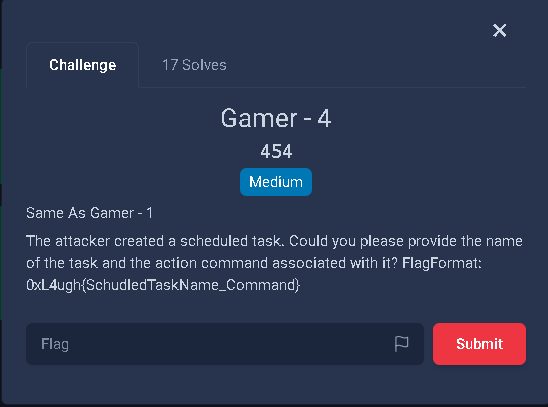 Challenge
17 Solves
Gamer - 4
454
Medium
Same As Gamer - 1
The attacker created a scheduled task. Could you please provide the name
of the task and the action command associated with it? FlagFormat:
0xL4ugh{SchudledTaskName_Command}
Flag
Submit